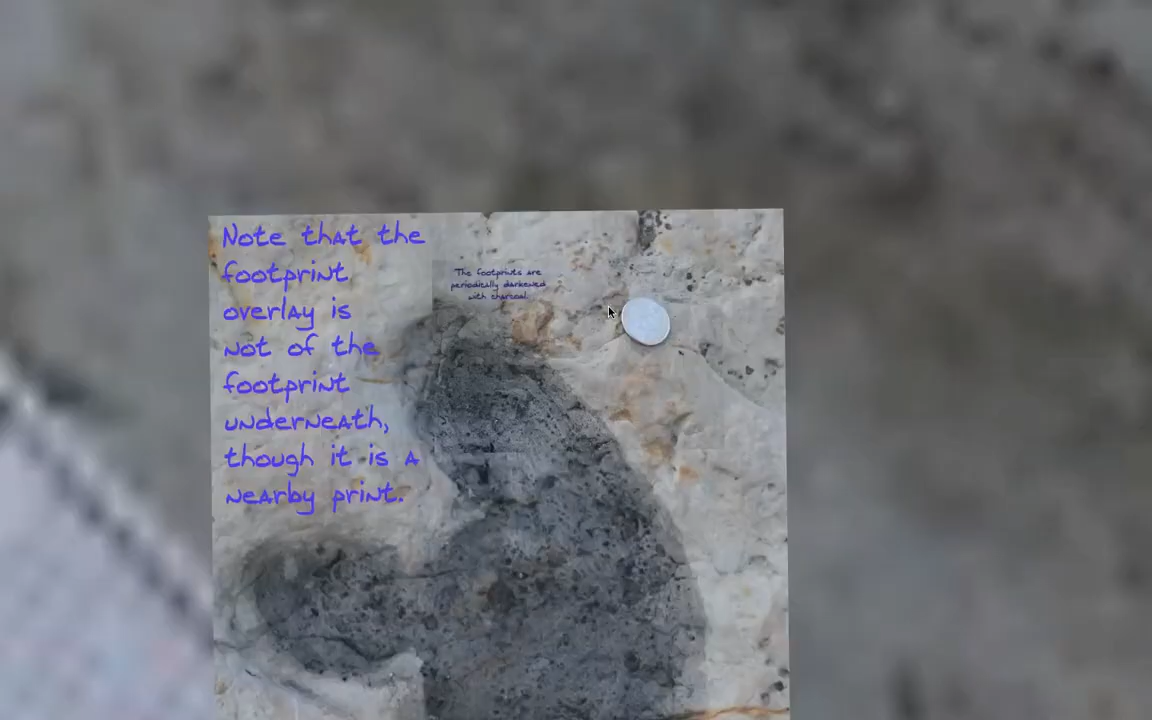 Note that the
footprint
overlay is
not of the
footprint
underneath,
though it is a
nearby print.
The footprints are
periodically darkened
with charcoal.